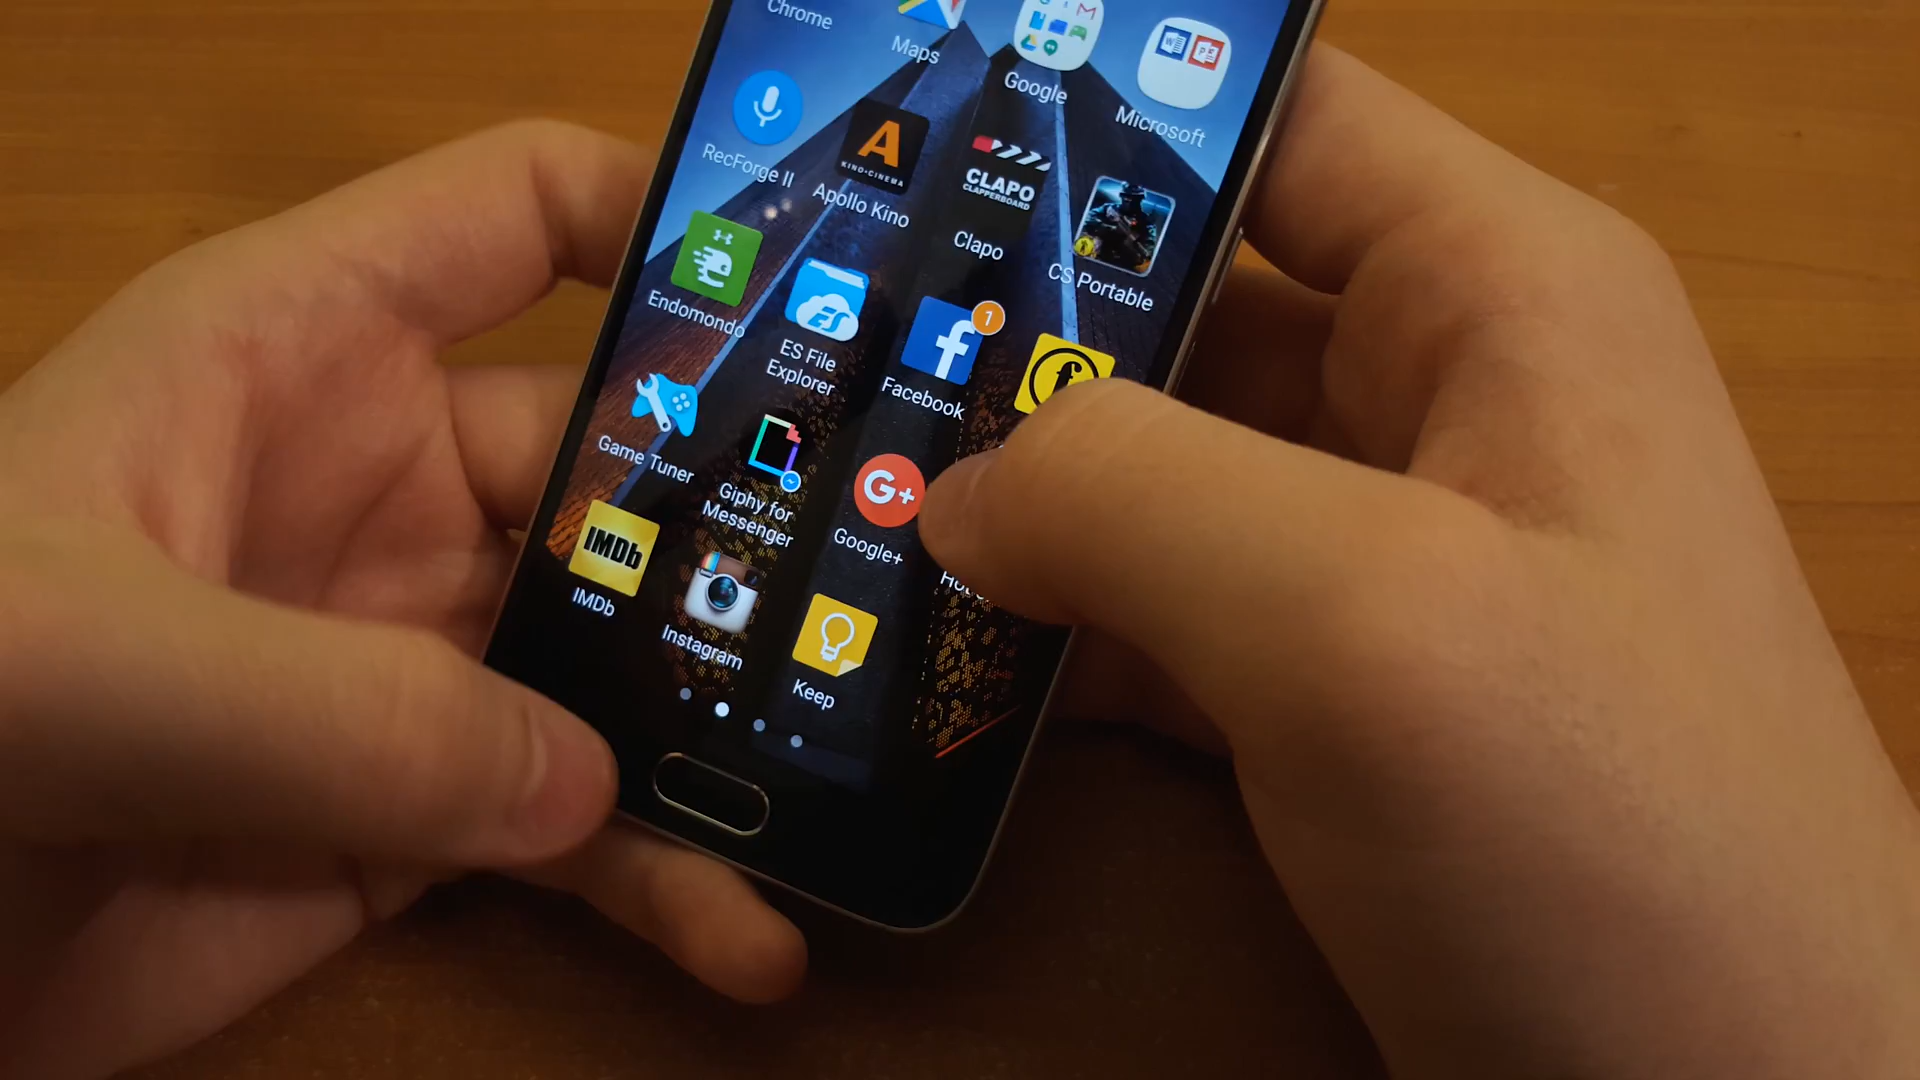 Chrome
Maps
Google
Microsoft
RecForge II
A
KINO•CINEMA
Apollo Kino
CLAPO
CLAPPERBOARD
Clapo
CS Portable
Endomondo
ES
ES File
Explorer
f
1
Facebook
f
Game Tuner
Giphy for
Messenger
G+
Google+
IMDb
IMDb
Instagram
Keep